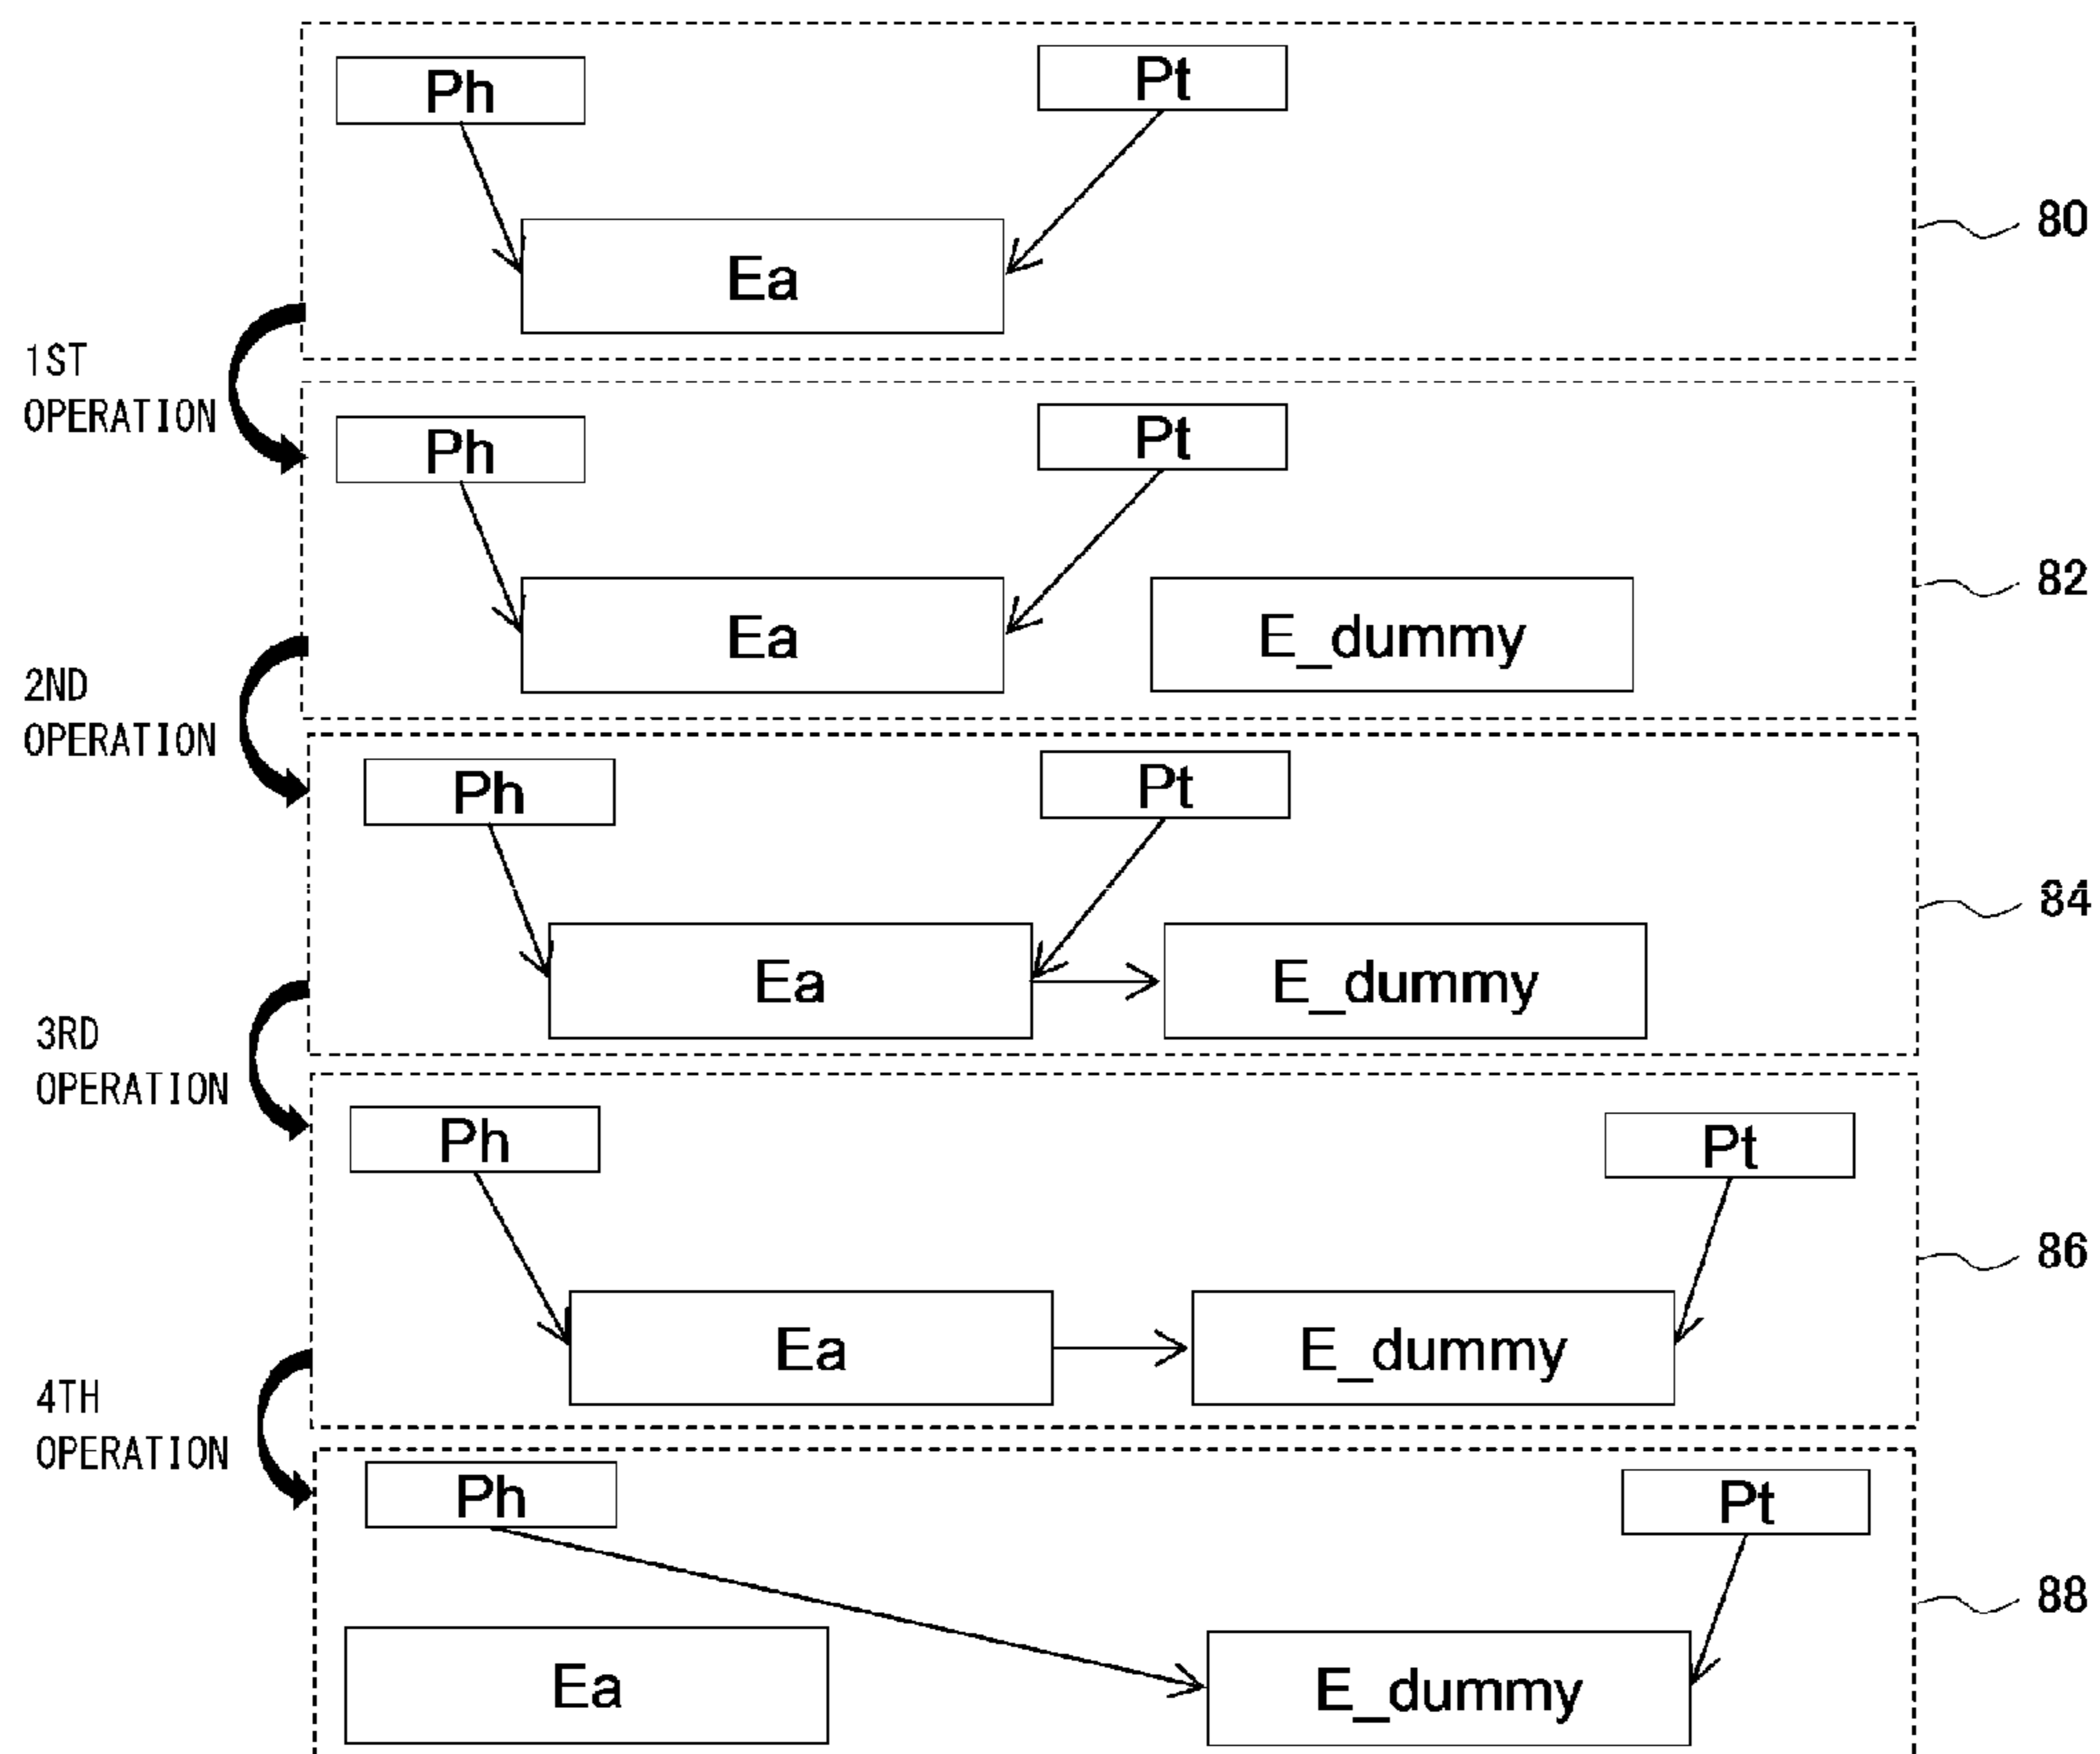 Ph
Pt
Ea
80
1ST
OPERATION
Ph
Pt
Ea
E_dummy
82
2ND
OPERATION
Ph
Pt
Ea
E_dummy
84
3RD
OPERATION
Ph
Pt
Ea
E_dummy
86
4TH
OPERATION
Ph
Pt
Ea
E_dummy
88